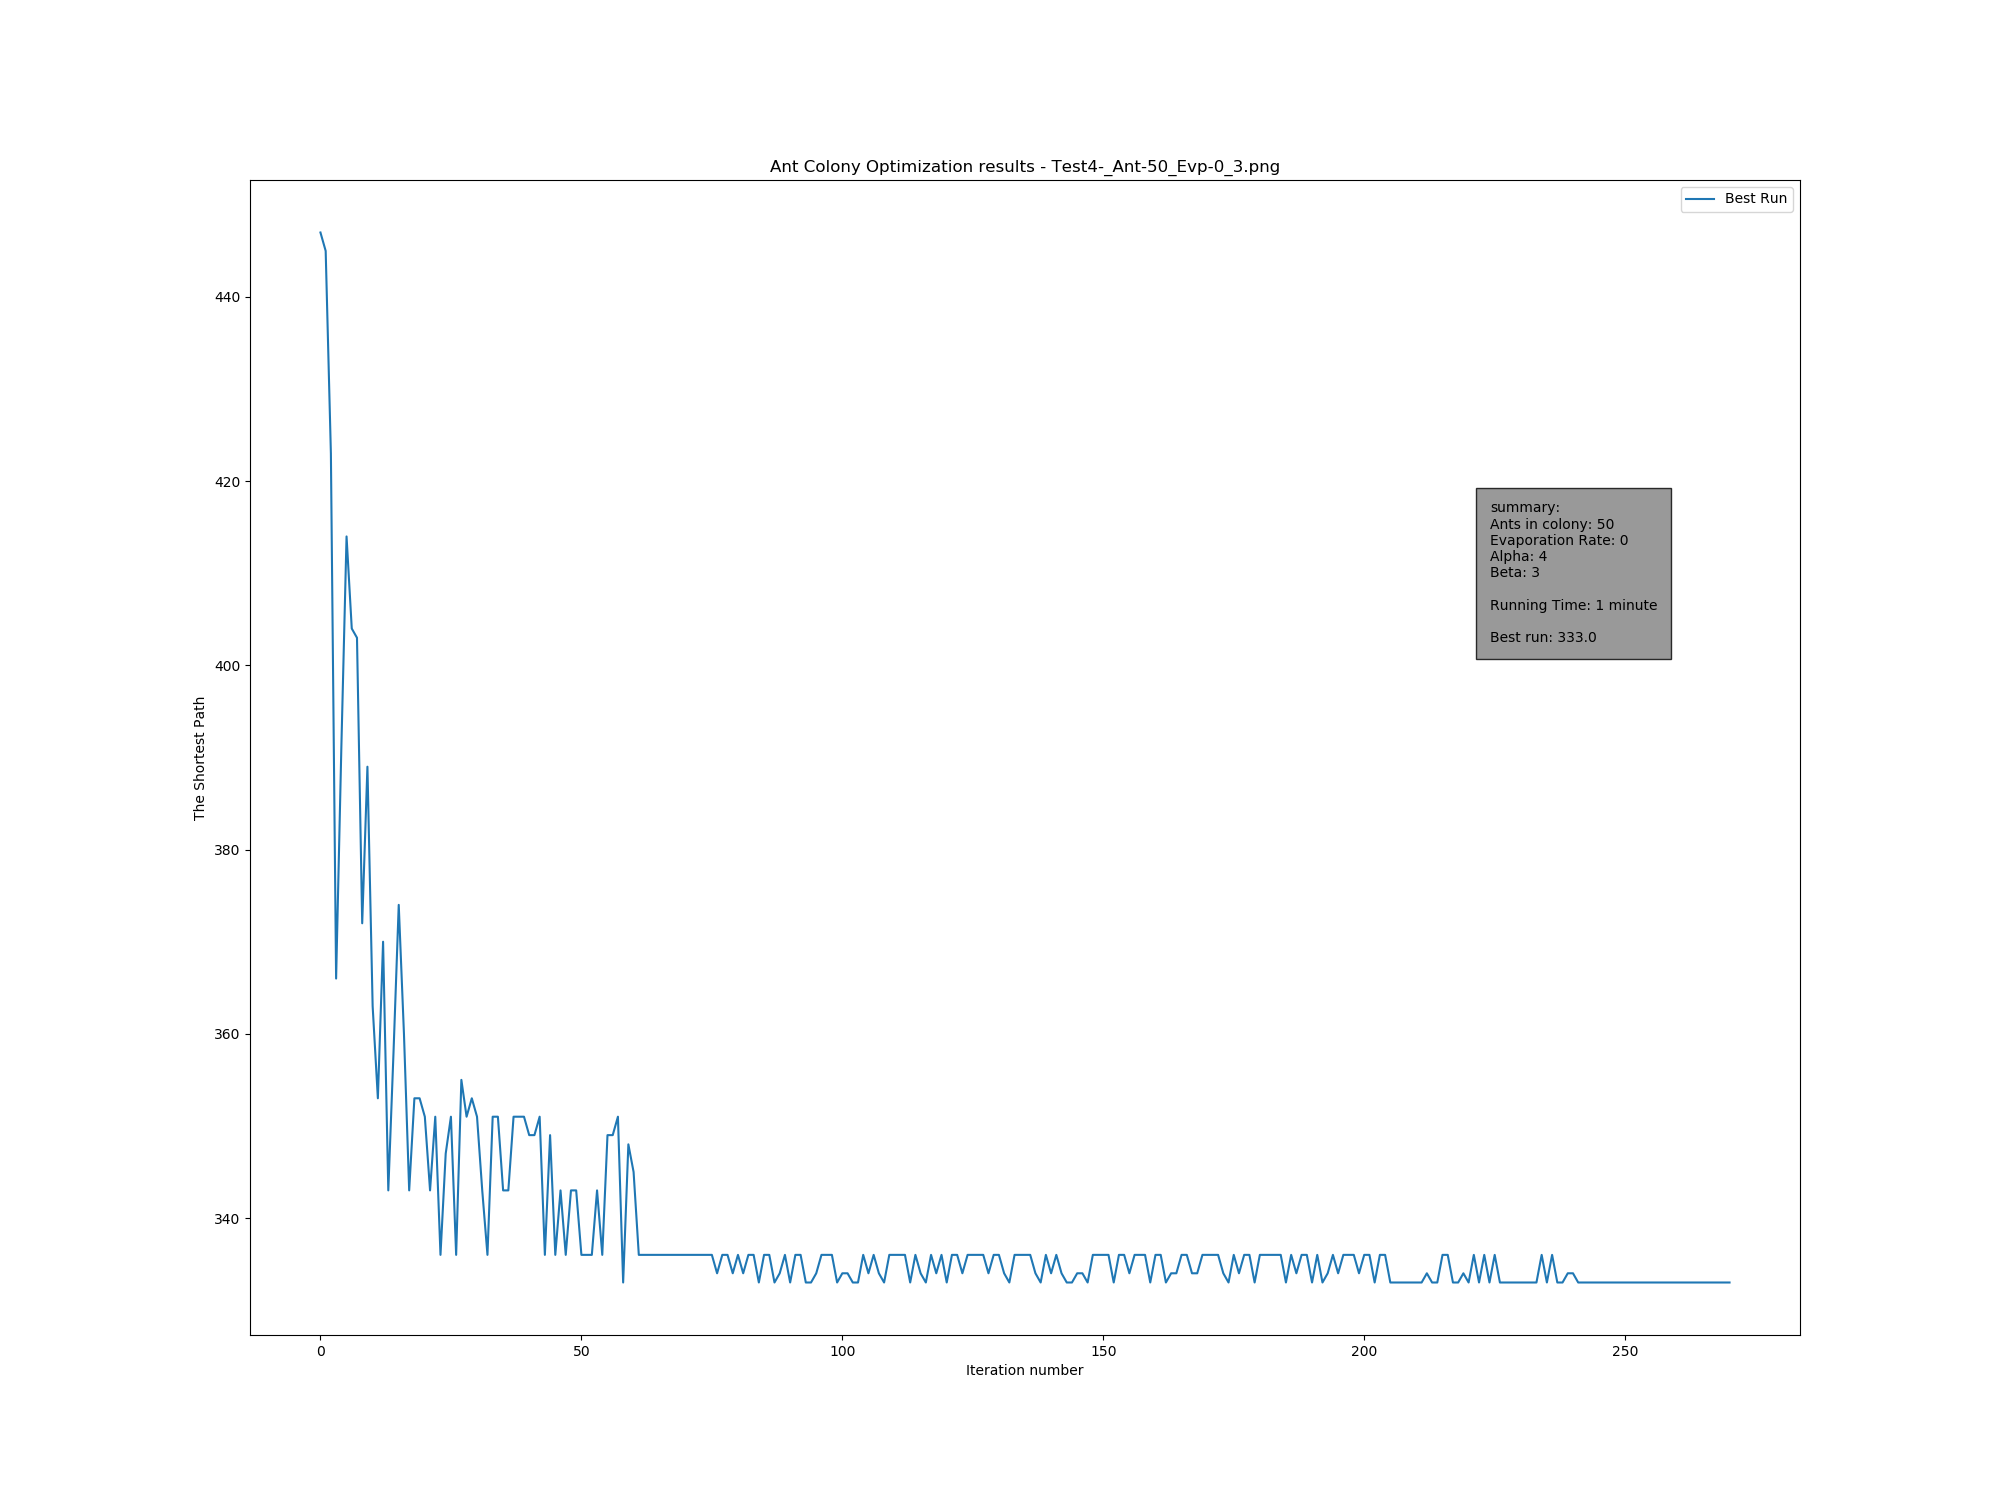 Ant Colony Optimization results - Test4-_Ant-50_Evp-0_3.png
Best Run
440
420
400
380
360
340
The Shortest Path
summary:
Ants in colony: 50
Evaporation Rate: 0
Alpha: 4
Beta: 3
Running Time: 1 minute
Best run: 333.0
0
50
100
150
200
250
Iteration number